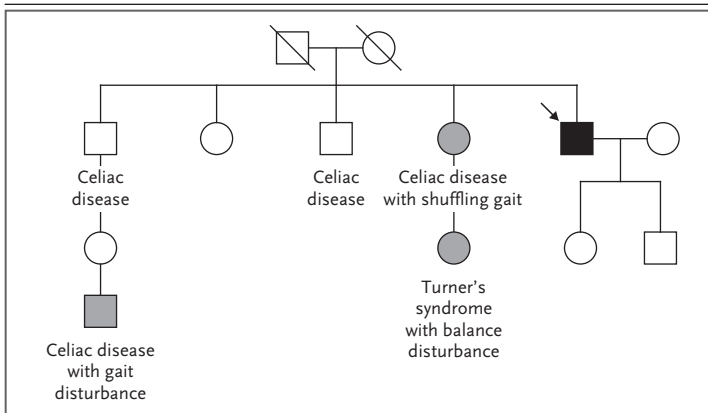 Celiac
disease
Celiac
disease
Celiac disease
with shuffling gait
Turner’s
syndrome
with balance
disturbance
Celiac disease
with gait
disturbance